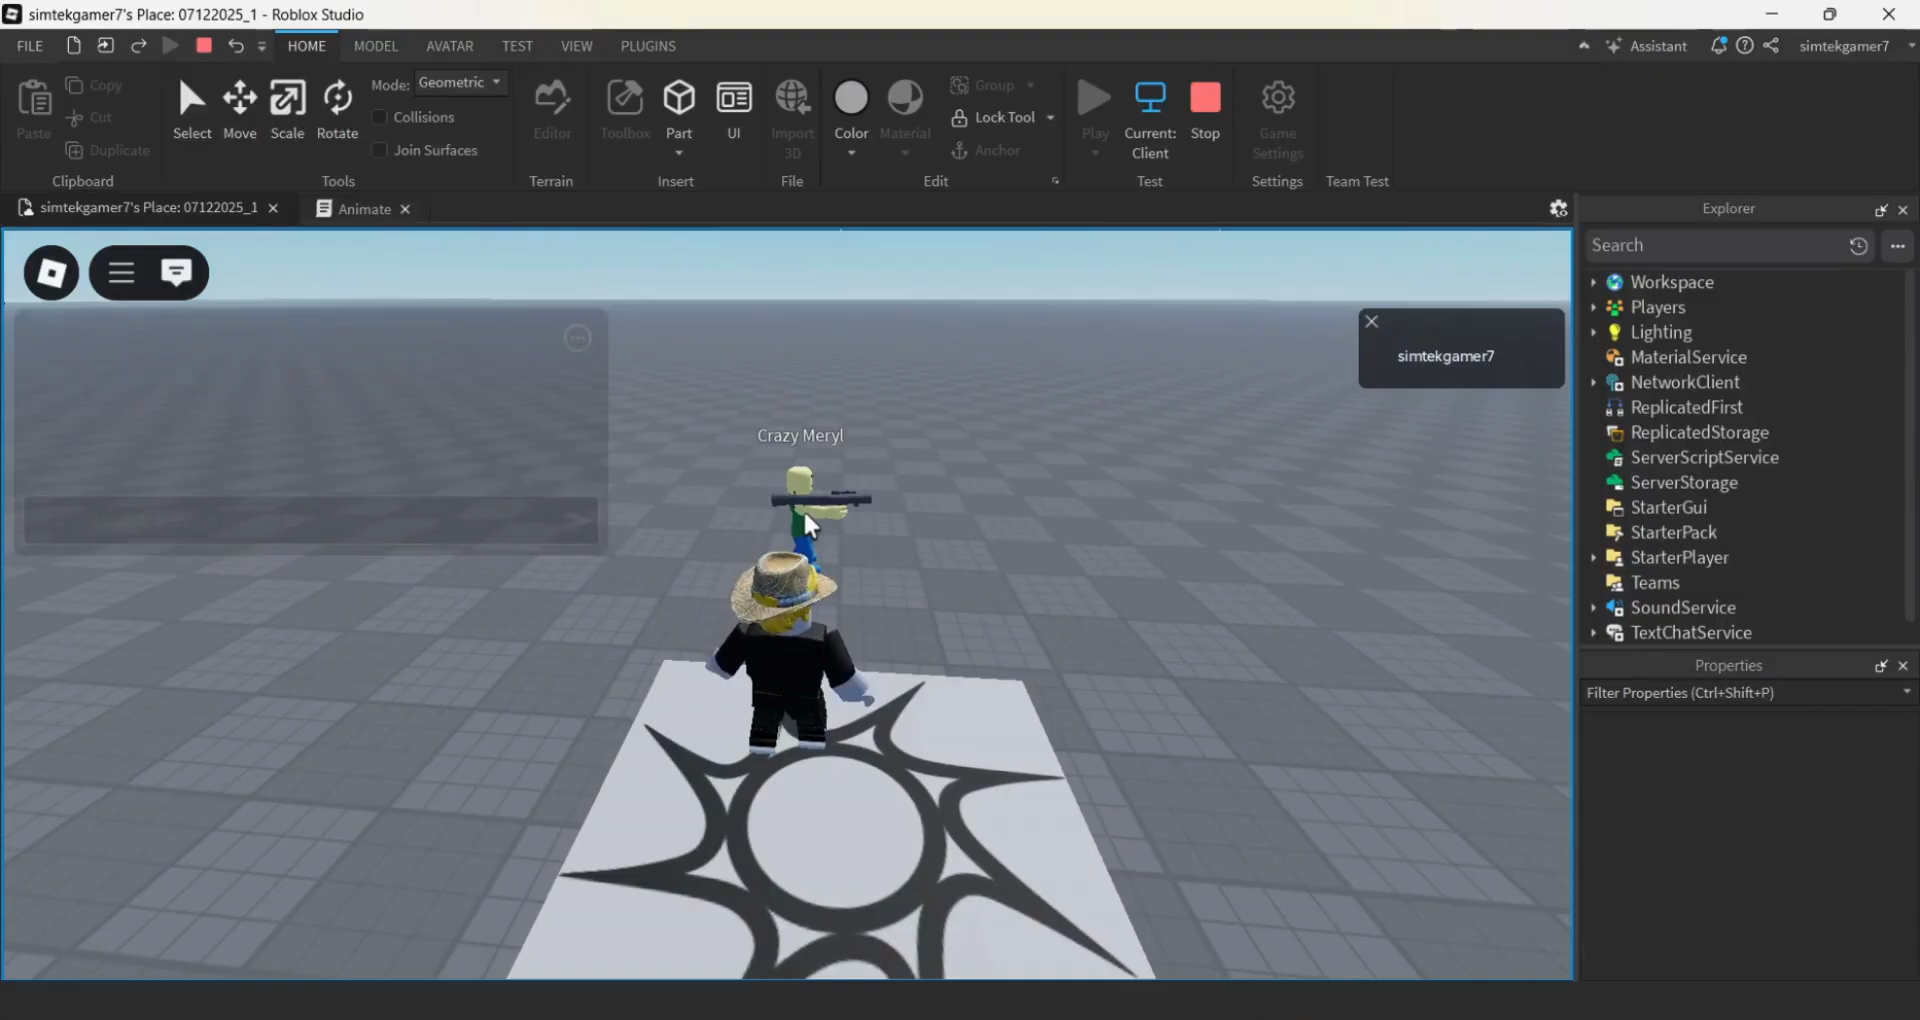 simtekgamer7's Place: 07122025_1 - Roblox Studio
FILE HOME MODEL AVATAR TEST VIEW PLUGINS Assistant simtekgamer7
Paste
Copy
Cut
Duplicate
Clipboard
Select Move Scale Rotate
Mode: Geometric
Collisions
Join Surfaces
Tools
Editor
Terrain
Toolbox Part UI
Insert
Import
3D
File
Color Material
Group
Lock Tool
Anchor
Edit
Play
Current:
Client
Stop
Test
Game
Settings
Settings
Team Test
simtekgamer7's Place: 07122025_1
Animate
simtekgamer7
Crazy Meryl
Explorer
Search
Workspace
Players
Lighting
MaterialService
NetworkClient
ReplicatedFirst
ReplicatedStorage
ServerScriptService
ServerStorage
StarterGui
StarterPack
StarterPlayer
Teams
SoundService
TextChatService
Properties
Filter Properties (Ctrl+Shift+P)